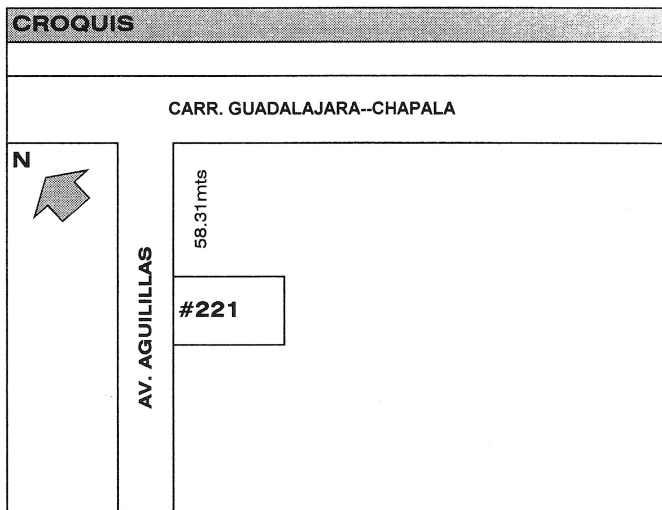 CROQUIS
CARR. GUADALAJARA--CHAPALA
N
58.31mts
AV. AGUILILLAS
#221